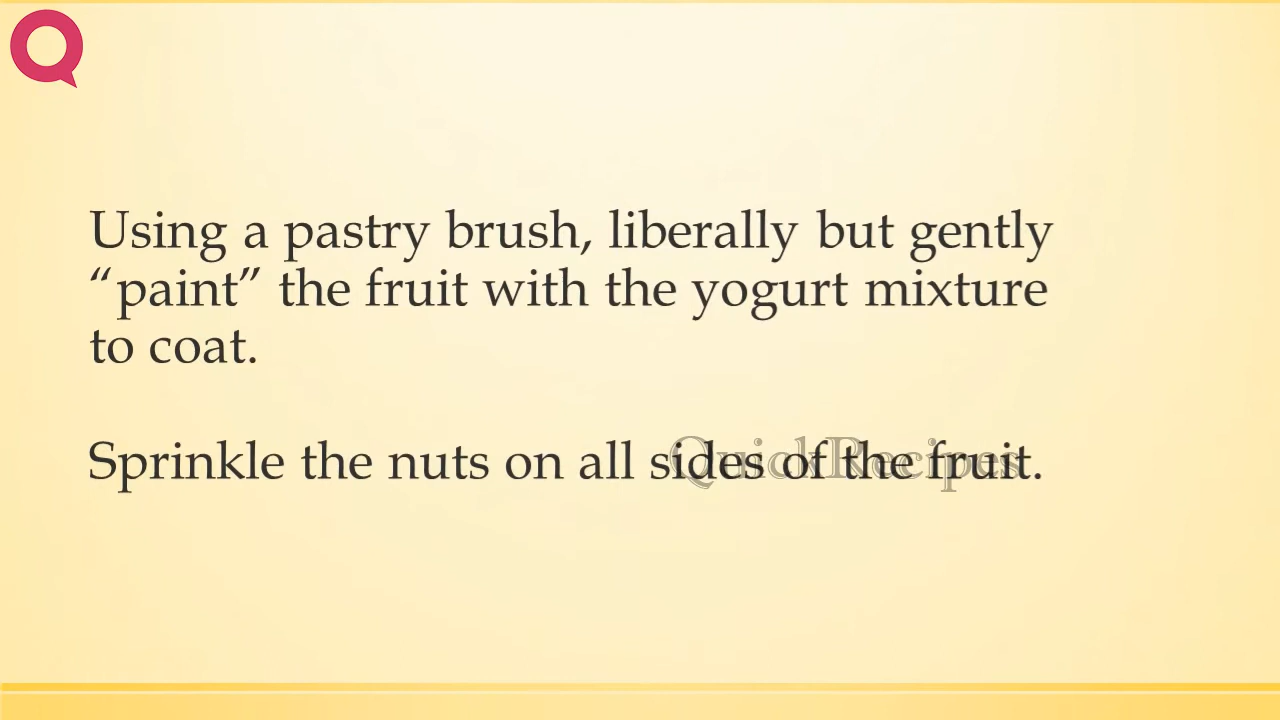 Using a pastry brush, liberally but gently
“paint” the fruit with the yogurt mixture
to coat.
Sprinkle the nuts on all sides of the fruit.
QuickRecipes